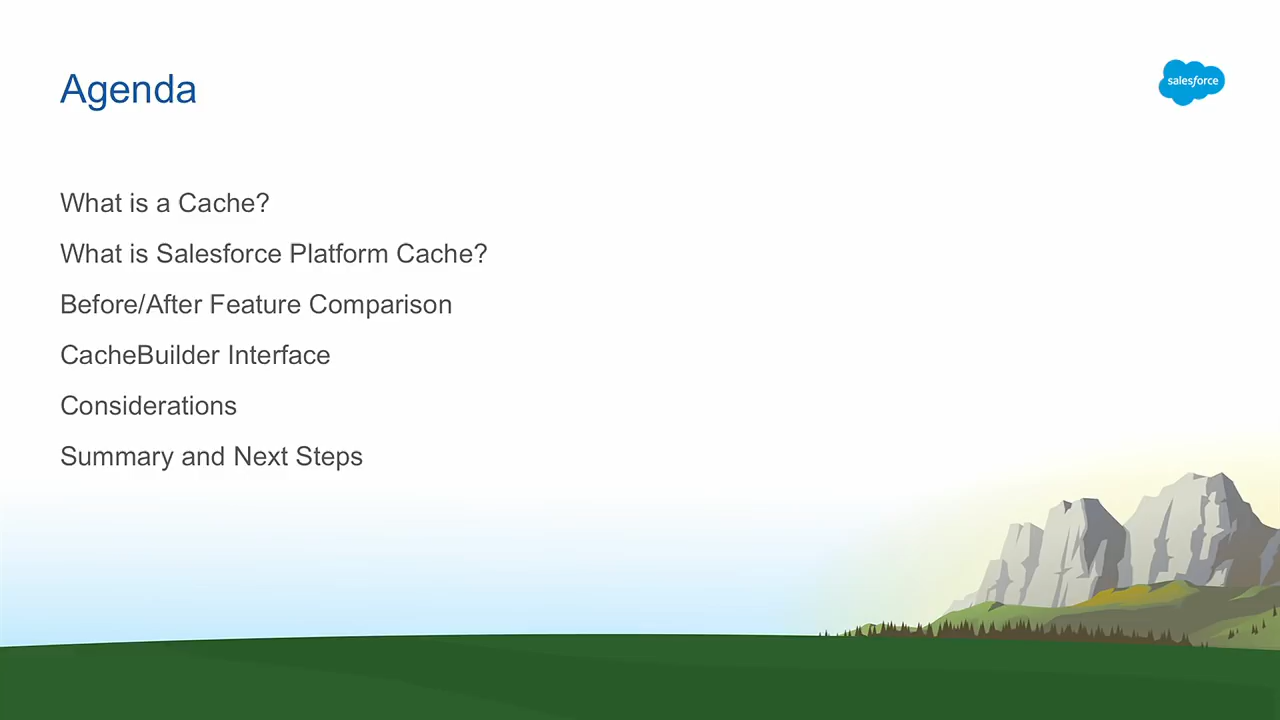 Agenda
salesforce
What is a Cache?
What is Salesforce Platform Cache?
Before/After Feature Comparison
CacheBuilder Interface
Considerations
Summary and Next Steps